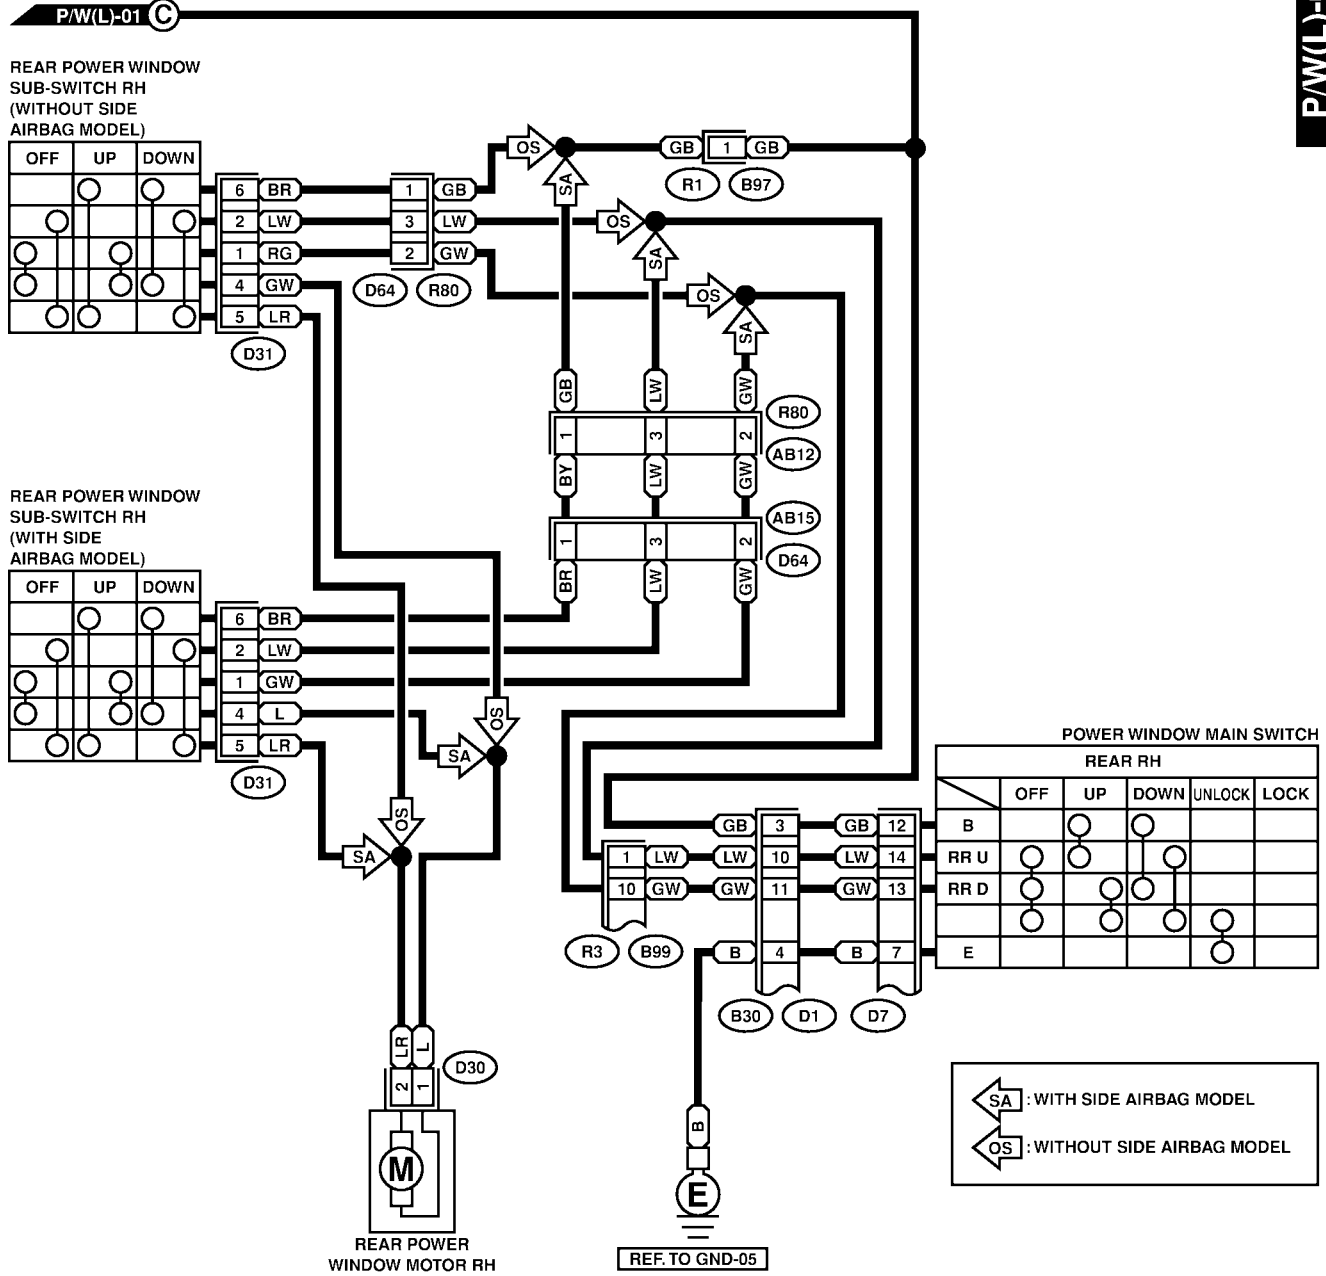 P/W(L)-01 C
P/W(L)-
REAR POWER WINDOW
SUB-SWITCH RH
(WITHOUT SIDE
AIRBAG MODEL)
OFF UP DOWN
6 BR 1 GB
2 LW 3 LW
1 RG 2 GW
4 GW
5 LR
D31
D64 R80
OS SA
GB 1 GB
R1 B97
OS SA
OS SA
GB LW GW
R80
1 3 2
AB12
BY LW GW
AB15
1 3 2
D64
BR LW GW
REAR POWER WINDOW
SUB-SWITCH RH
(WITH SIDE
AIRBAG MODEL)
OFF UP DOWN
6 BR
2 LW
1 GW
4 L
5 LR
D31
OS
SA
OS
SA
POWER WINDOW MAIN SWITCH
REAR RH
OFF UP DOWN UNLOCK LOCK
GB 3 GB 12 B
1 LW LW 10 LW 14 RR U
10 GW GW 11 GW 13 RR D
B 4 B 7 E
R3 B99
B30 D1 D7
LR L
D30
2 1
M
REAR POWER
WINDOW MOTOR RH
B
E
REF. TO GND-05
SA : WITH SIDE AIRBAG MODEL
OS : WITHOUT SIDE AIRBAG MODEL